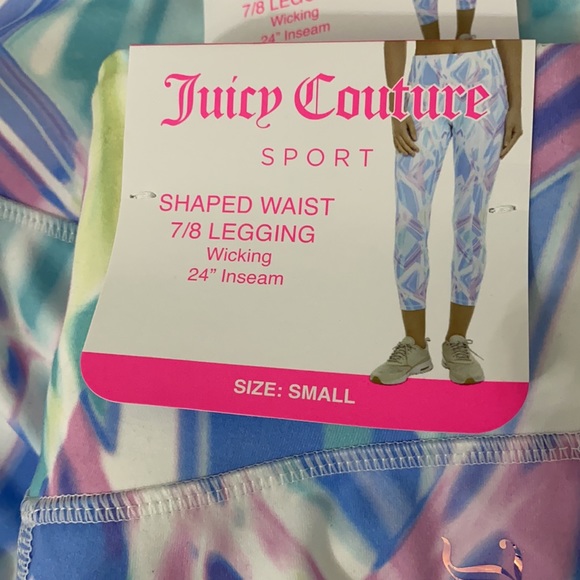 7/8 LEGG
Wicking
24" Inseam
Juicy Couture
SPORT
SHAPED WAIST
7/8 LEGGING
Wicking
24" Inseam
SIZE: SMALL